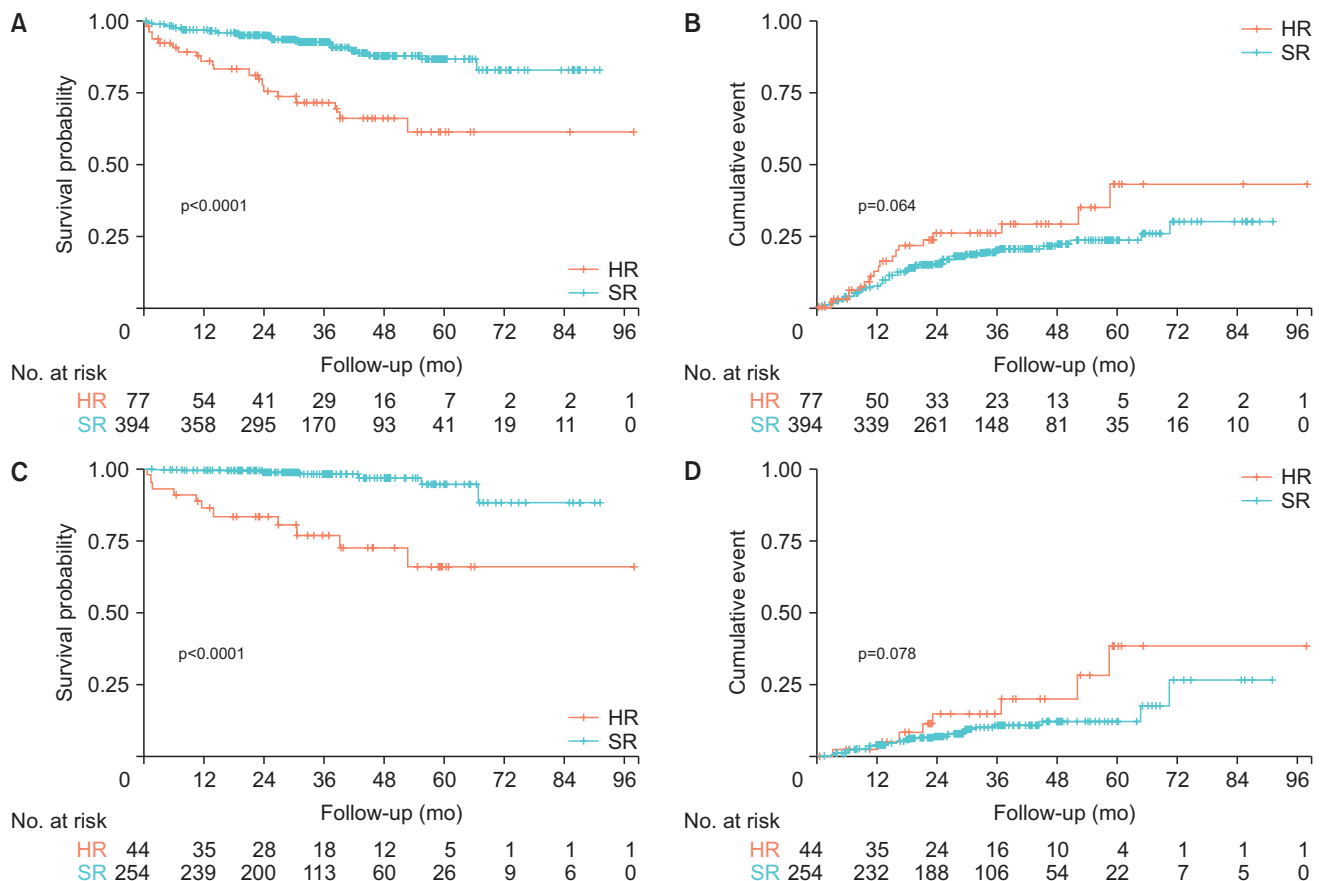 A
1.00
0.75
0.50
0.25
Survival probability
p<0.0001
HR
SR
0 12 24 36 48 60 72 84 96
Follow-up (mo)
No. at risk
HR 77 54 41 29 16 7 2 2 1
SR 394 358 295 170 93 41 19 11 0
B
1.00
0.75
0.50
0.25
Cumulative event
p=0.064
HR
SR
0 12 24 36 48 60 72 84 96
Follow-up (mo)
No. at risk
HR 77 50 33 23 13 5 2 2 1
SR 394 339 261 148 81 35 16 10 0
C
1.00
0.75
0.50
0.25
Survival probability
p<0.0001
HR
SR
0 12 24 36 48 60 72 84 96
Follow-up (mo)
No. at risk
HR 44 35 28 18 12 5 1 1 1
SR 254 239 200 113 60 26 9 6 0
D
1.00
0.75
0.50
0.25
Cumulative event
p=0.078
HR
SR
0 12 24 36 48 60 72 84 96
Follow-up (mo)
No. at risk
HR 44 35 24 16 10 4 1 1 1
SR 254 232 188 106 54 22 7 5 0